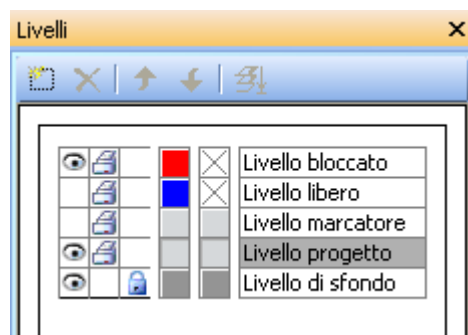 Livelli
Livello bloccato
Livello libero
Livello marcatore
Livello progetto
Livello di sfondo